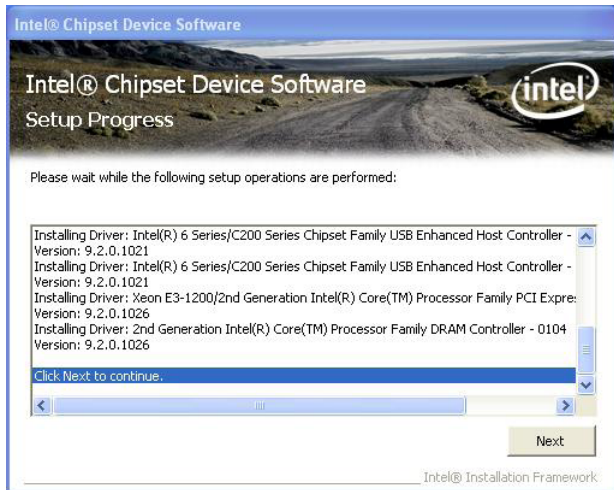 Intel® Chipset Device Software
Intel® Chipset Device Software
intel
Setup Progress
Please wait while the following setup operations are performed:
Installing Driver: Intel(R) 6 Series/C200 Series Chipset Family USB Enhanced Host Controller -
Version: 9.2.0.1021
Installing Driver: Intel(R) 6 Series/C200 Series Chipset Family USB Enhanced Host Controller -
Version: 9.2.0.1021
Installing Driver: Xeon E3-1200/2nd Generation Intel(R) Core(TM) Processor Family PCI Expre
Version: 9.2.0.1026
Installing Driver: 2nd Generation Intel(R) Core(TM) Processor Family DRAM Controller - 0104
Version: 9.2.0.1026
Click Next to continue.
Next
Intel® Installation Framework